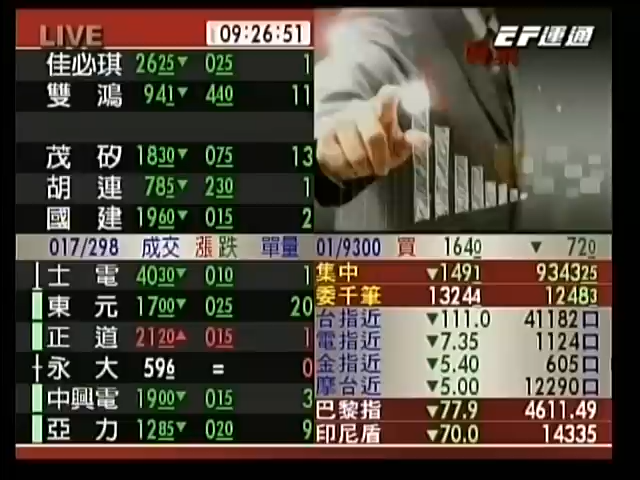 LIVE 09:26:51 EF運通
佳必琪 2625▼ 025 1
雙鴻 941▼ 440 11
茂矽 1830▼ 075 13
胡連 785▼ 230 1
國建 1960▼ 015 2
017/298 成交 漲跌 單量 01/9300 買 1640 ▼ 720
士電 4030▼ 010 1
東元 1700▼ 025 20
正道 2120▲ 015 1
永大 596 = 0
中興電 1900▼ 015 3
亞力 1285▼ 020 9
集中 ▼1491 934325
委千筆 13244 12483
台指近 ▼111.0 41182口
電指近 ▼7.35 1124口
金指近 ▼5.40 605口
摩台近 ▼5.00 12290口
巴黎指 ▼77.9 4611.49
印尼盾 ▼70.0 14335